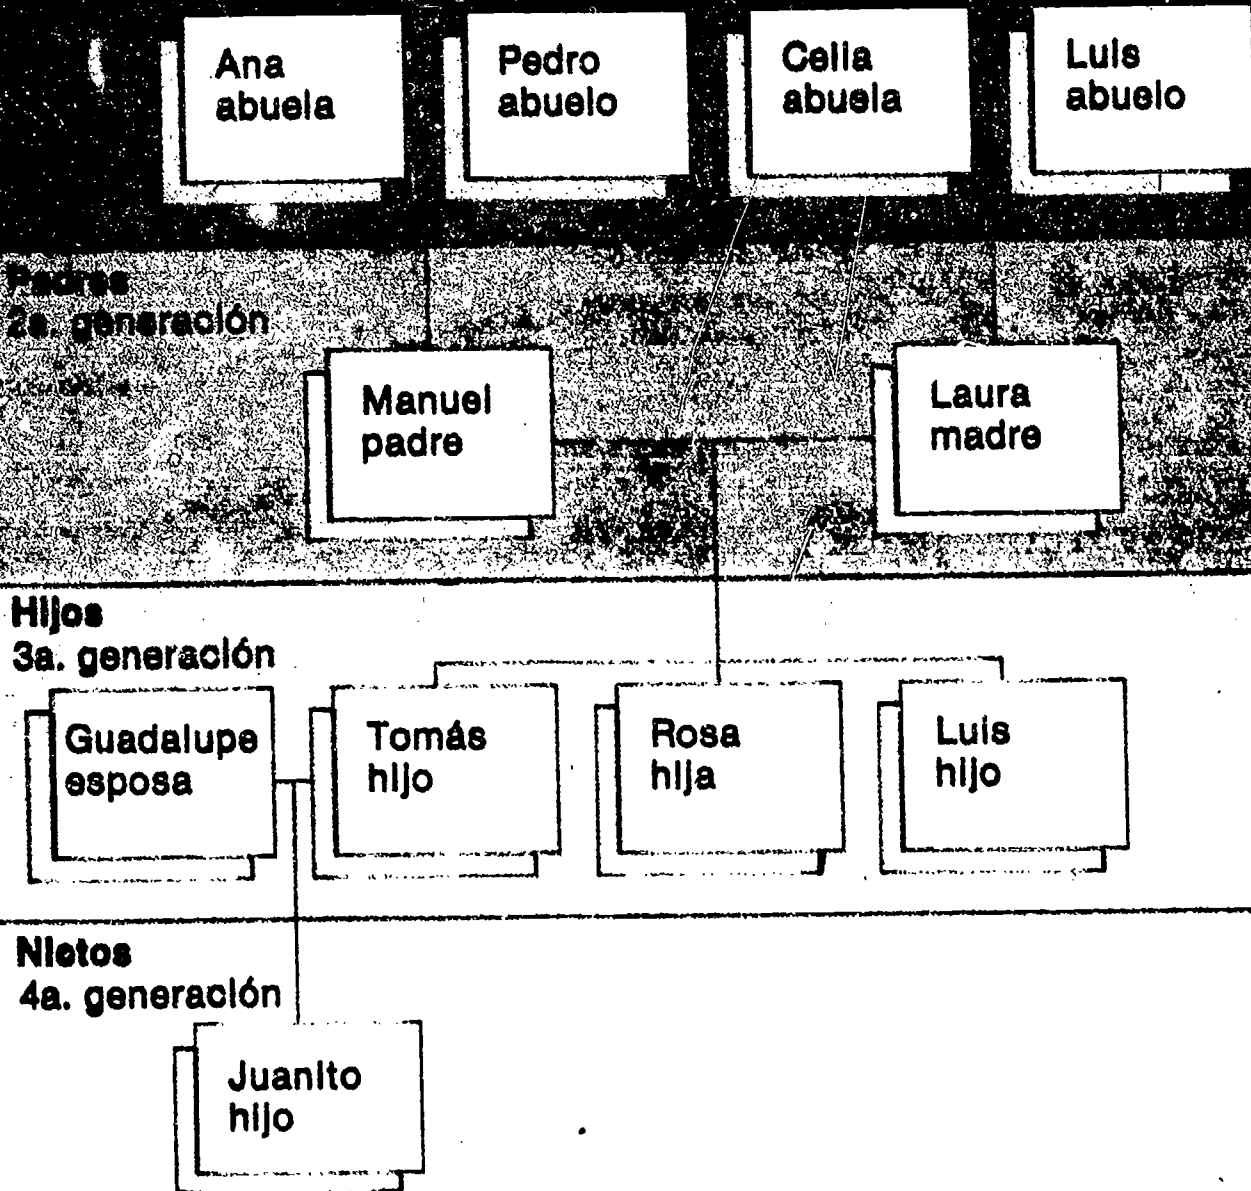 Ana
abuela
Pedro
abuelo
Celia
abuela
Luis
abuelo
Padres
2a. generación
Manuel
padre
Laura
madre
Hijos
3a. generación
Guadalupe
esposa
Tomás
hijo
Rosa
hija
Luis
hijo
Nietos
4a. generación
Juanito
hijo